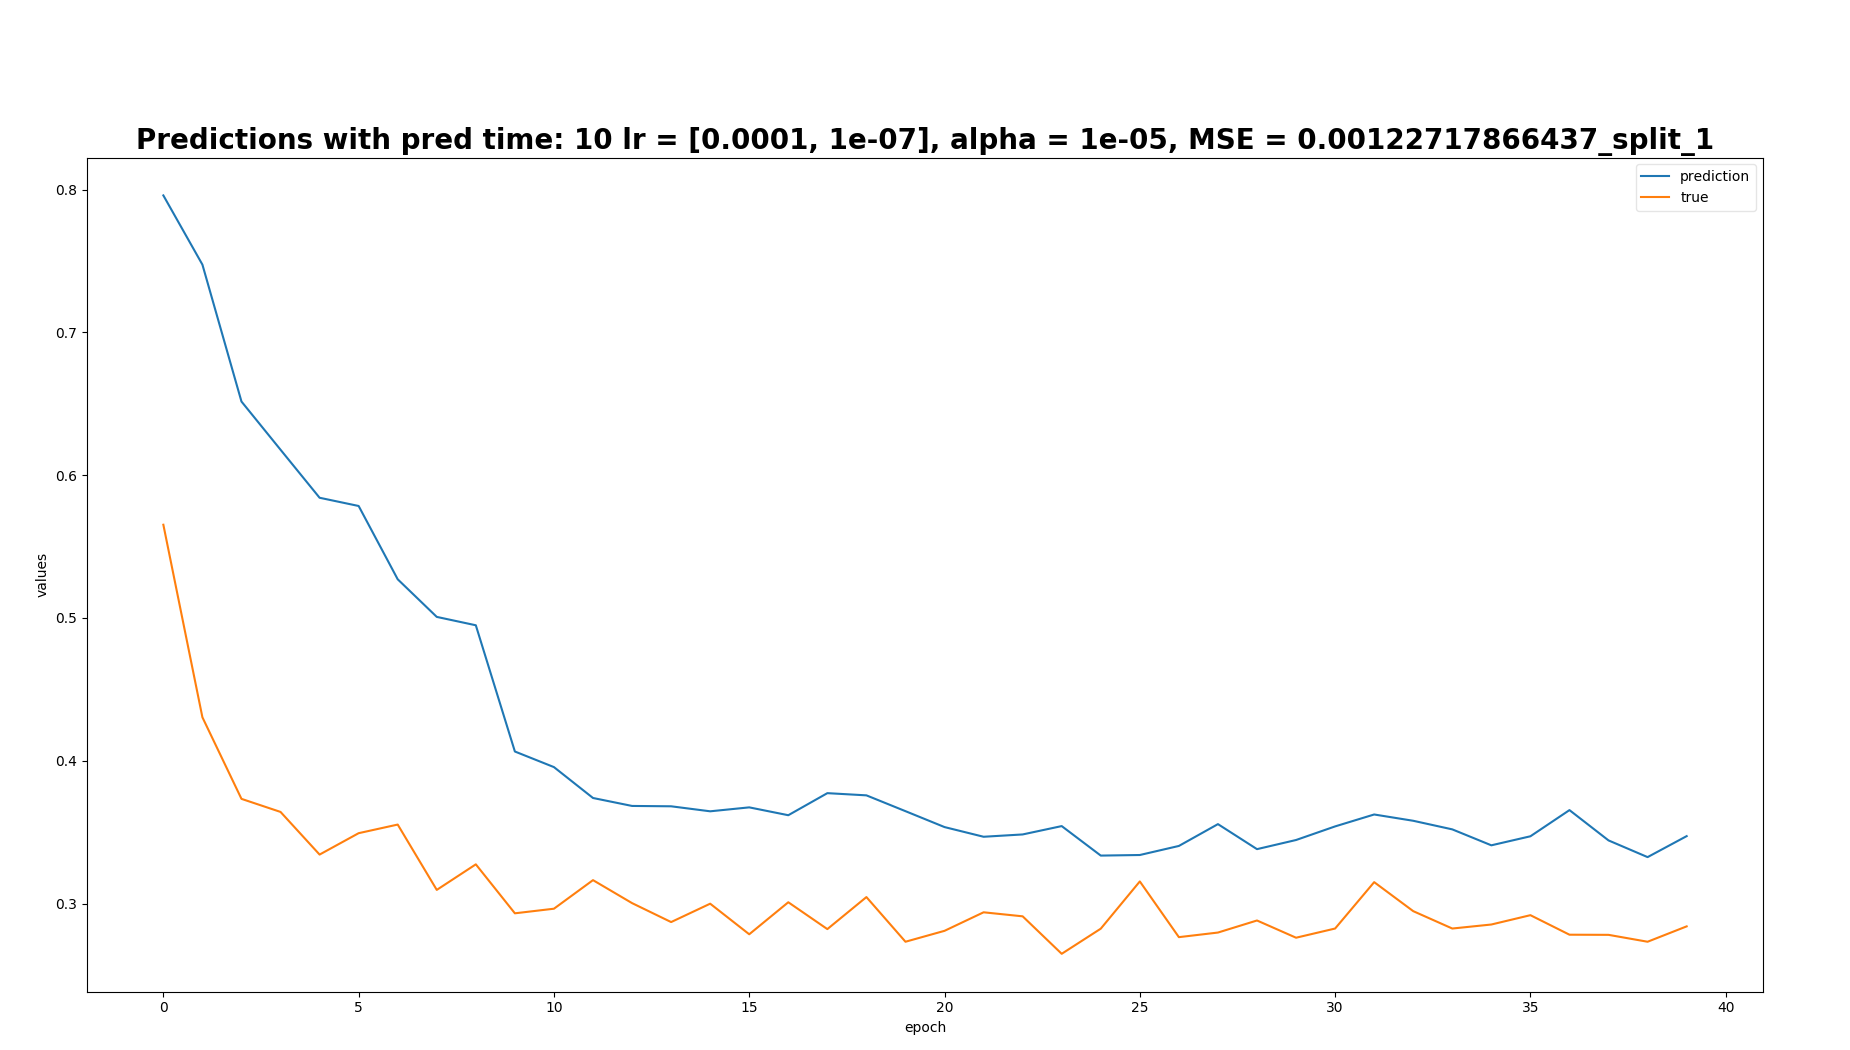 Predictions with pred time: 10 lr = [0.0001, 1e-07], alpha = 1e-05, MSE = 0.00122717866437_split_1
prediction
true
values
0.8
0.7
0.6
0.5
0.4
0.3
0 5 10 15 20 25 30 35 40
epoch